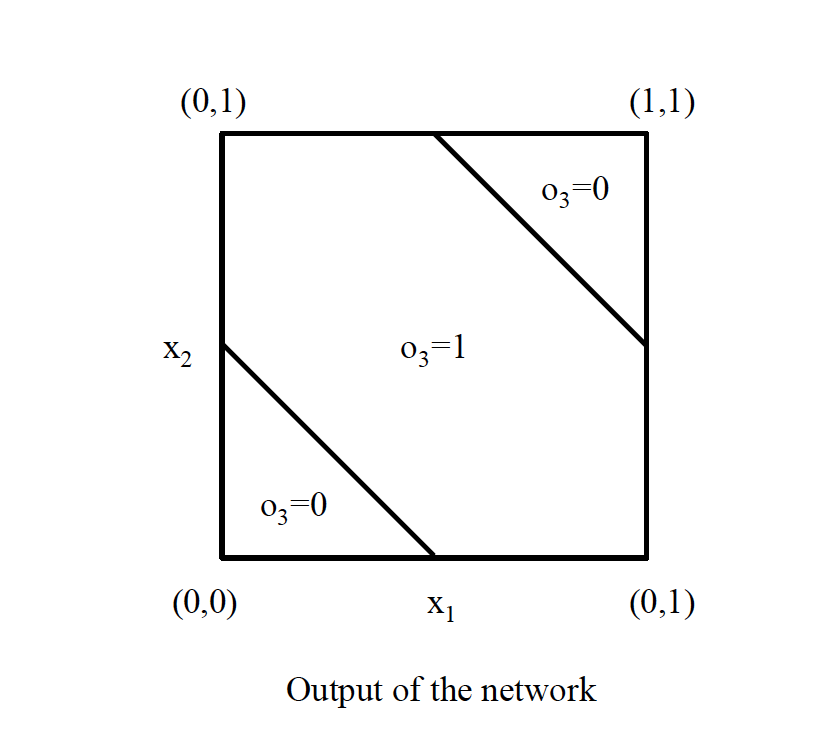 (0,1) (1,1)
o₃=0
x₂ o₃=1
o₃=0
(0,0) x₁ (0,1)
Output of the network